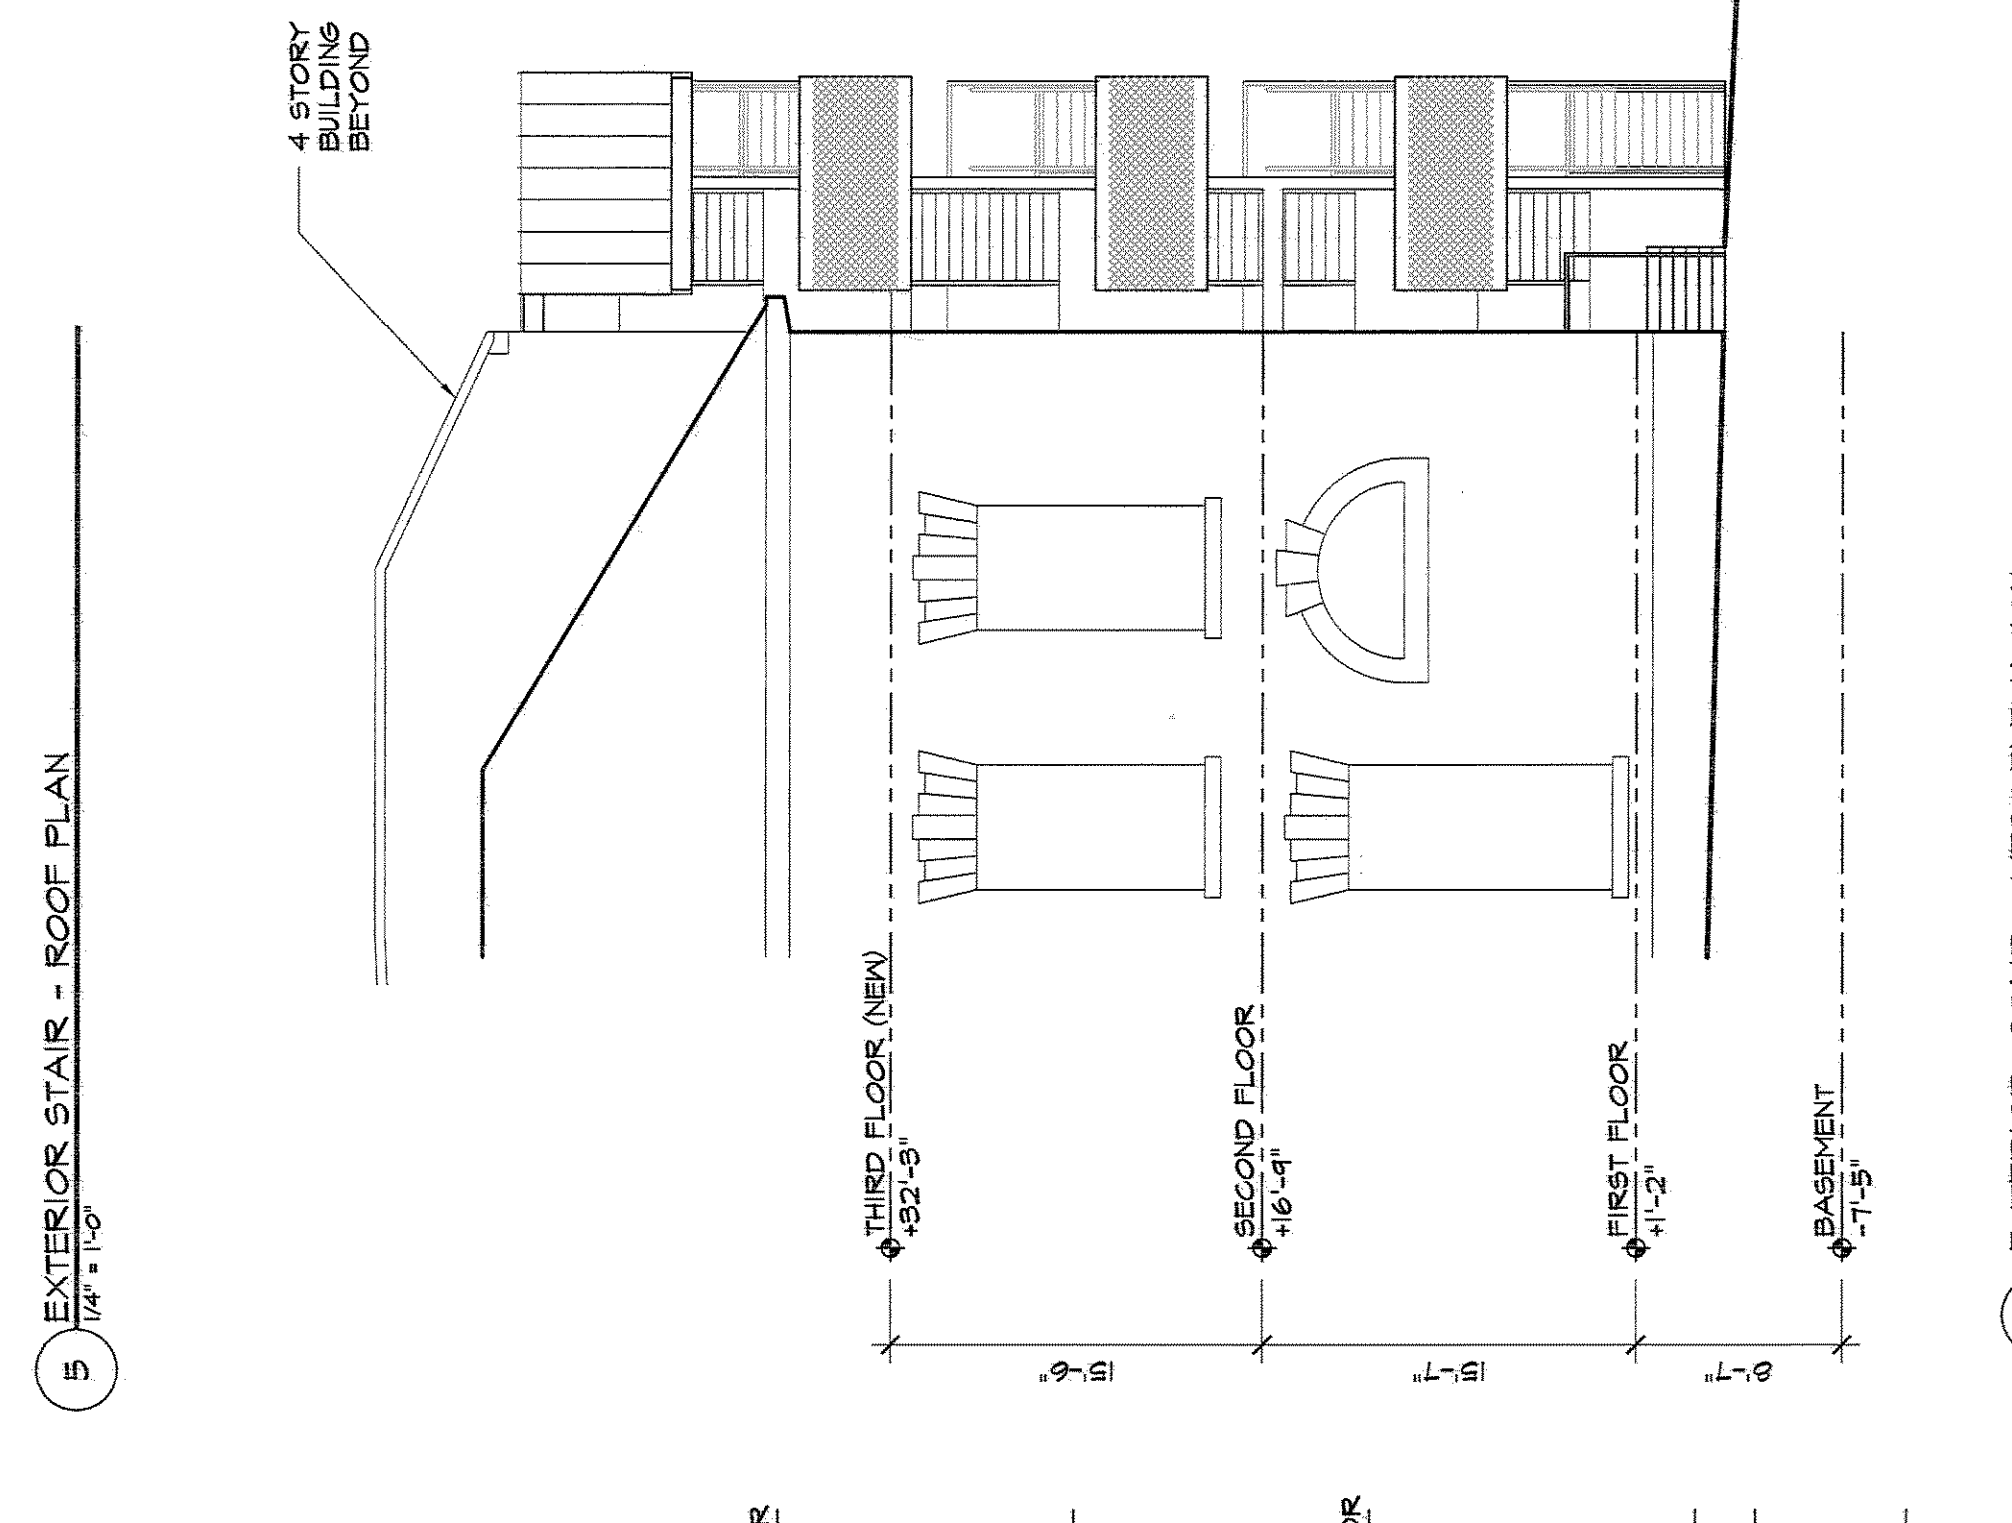 5
EXTERIOR STAIR - ROOF PLAN
1/4" = 1'-0"
4 STORY
BUILDING
BEYOND
THIRD FLOOR (NEW)
+32'-3"
SECOND FLOOR
+16'-9"
FIRST FLOOR
+1'-2"
BASEMENT
--7'-5"
15'-6"
15'-7"
8'-7"